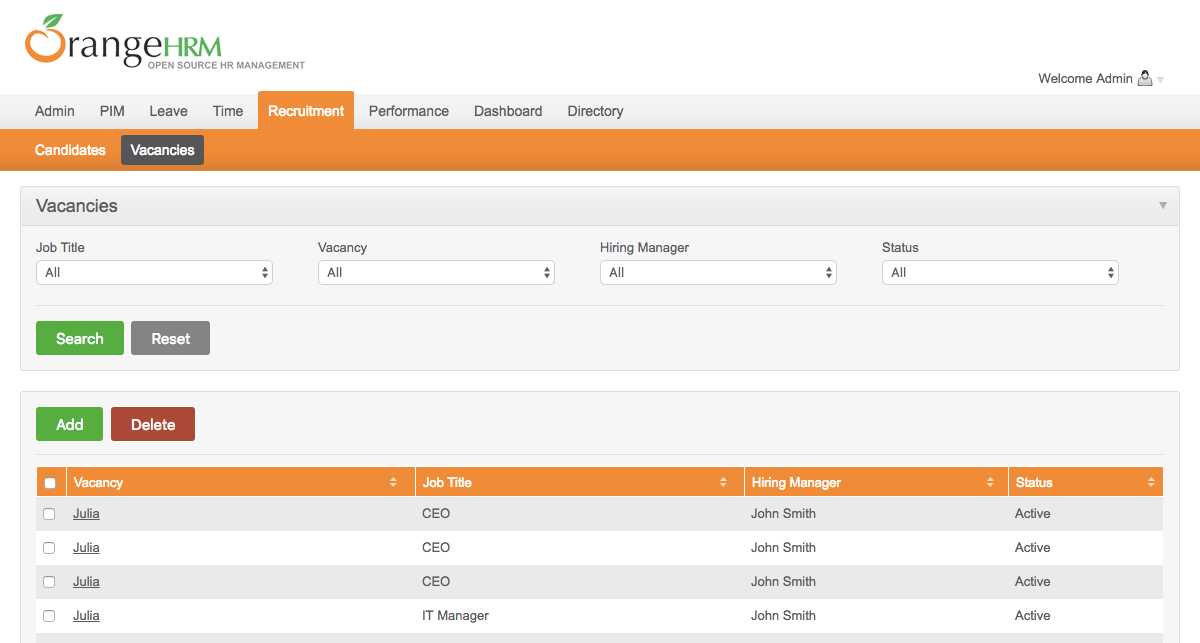 OrangeHRM
OPEN SOURCE HR MANAGEMENT
Welcome Admin
Admin PIM Leave Time Recruitment Performance Dashboard Directory
Candidates Vacancies
Vacancies
Job Title Vacancy Hiring Manager Status
All All All All
Search Reset
Add Delete
Vacancy Job Title Hiring Manager Status
Julia CEO John Smith Active
Julia CEO John Smith Active
Julia CEO John Smith Active
Julia IT Manager John Smith Active